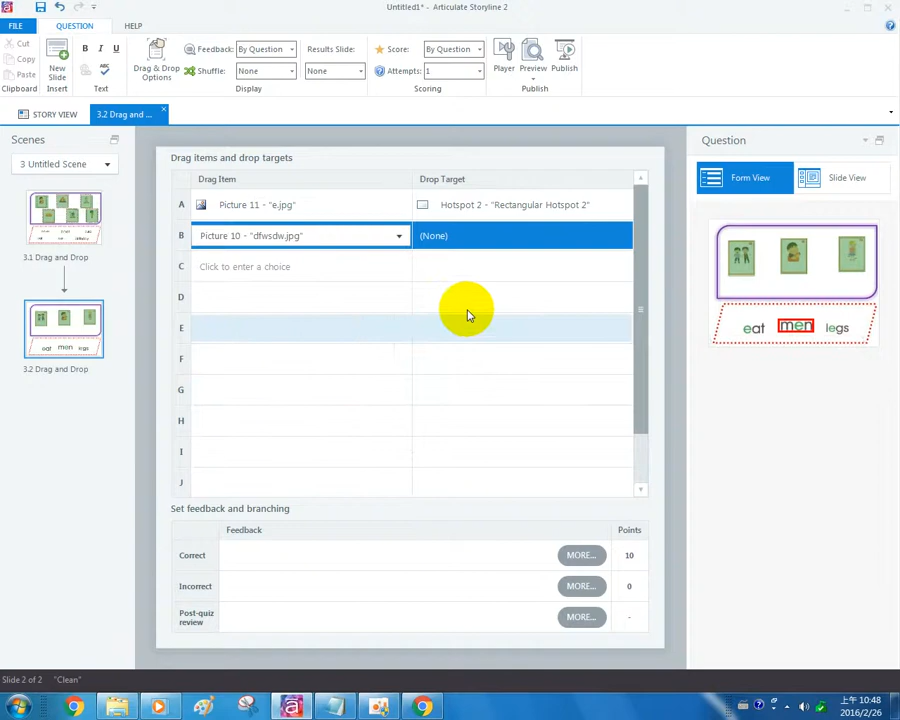 Untitled1* - Articulate Storyline 2
FILE QUESTION HELP
Cut
Copy
Paste
Clipboard
New Slide
Insert
B I U
ABC
Text
Drag & Drop Options
Feedback: By Question
Results Slide:
Shuffle: None
None
Display
Score: By Question
Attempts: 1
Scoring
Player
Preview
Publish
Publish
STORY VIEW
3.2 Drag and ...
Scenes
3 Untitled Scene
3.1 Drag and Drop
eat men legs
3.2 Drag and Drop
Drag items and drop targets
Drag Item Drop Target
A Picture 11 - "e.jpg" Hotspot 2 - "Rectangular Hotspot 2"
B Picture 10 - "dfwsdw.jpg" (None)
C Click to enter a choice
D
E
F
G
H
I
J
Set feedback and branching
Feedback Points
Correct MORE... 10
Incorrect MORE... 0
Post-quiz review MORE... -
Question
Form View Slide View
eat men legs
Slide 2 of 2 "Clean"
上午 10:48
2016/2/26